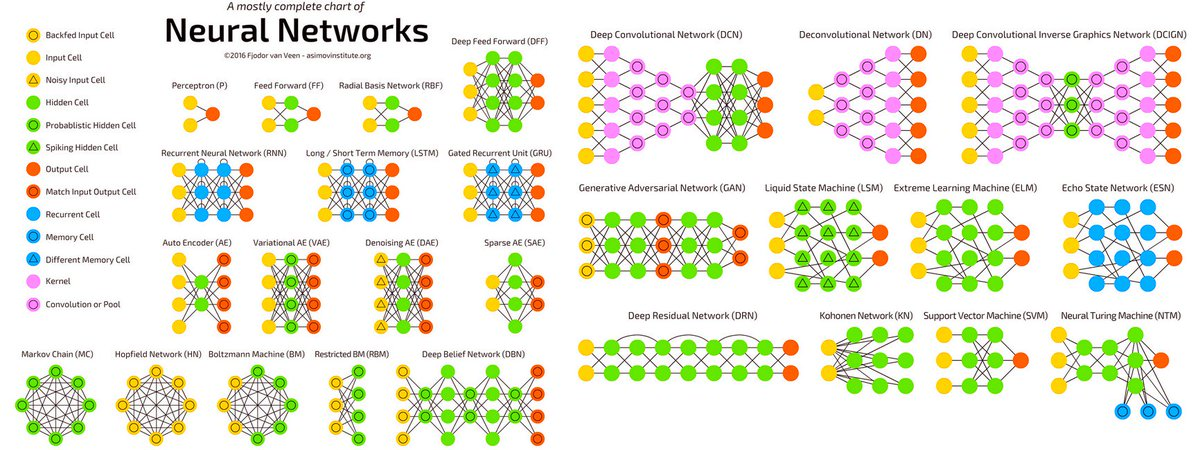 A mostly complete chart of
Neural Networks
©2016 Fjodor van Veen - asimovinstitute.org
Backfed Input Cell
Input Cell
Noisy Input Cell
Hidden Cell
Probablistic Hidden Cell
Spiking Hidden Cell
Output Cell
Match Input Output Cell
Recurrent Cell
Memory Cell
Different Memory Cell
Kernel
Convolution or Pool
Deep Feed Forward (DFF)
Perceptron (P)
Feed Forward (FF)
Radial Basis Network (RBF)
Recurrent Neural Network (RNN)
Long / Short Term Memory (LSTM)
Gated Recurrent Unit (GRU)
Auto Encoder (AE)
Variational AE (VAE)
Denoising AE (DAE)
Sparse AE (SAE)
Markov Chain (MC)
Hopfield Network (HN)
Boltzmann Machine (BM)
Restricted BM (RBM)
Deep Belief Network (DBN)
Deep Convolutional Network (DCN)
Deconvolutional Network (DN)
Deep Convolutional Inverse Graphics Network (DCIGN)
Generative Adversarial Network (GAN)
Liquid State Machine (LSM)
Extreme Learning Machine (ELM)
Echo State Network (ESN)
Deep Residual Network (DRN)
Kohonen Network (KN)
Support Vector Machine (SVM)
Neural Turing Machine (NTM)